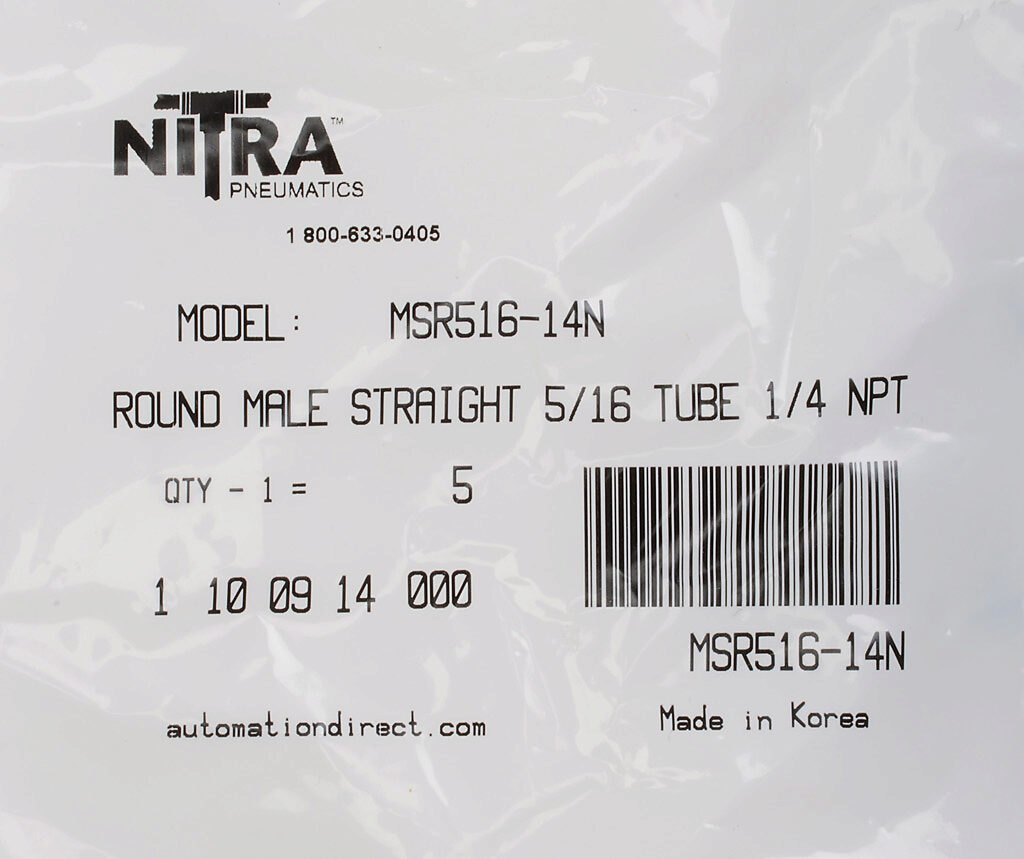 NITRA™
PNEUMATICS
1 800-633-0405
MODEL: MSR516-14N
ROUND MALE STRAIGHT 5/16 TUBE 1/4 NPT
QTY - 1 = 5
1 10 09 14 000
MSR516-14N
automationdirect.com
Made in Korea